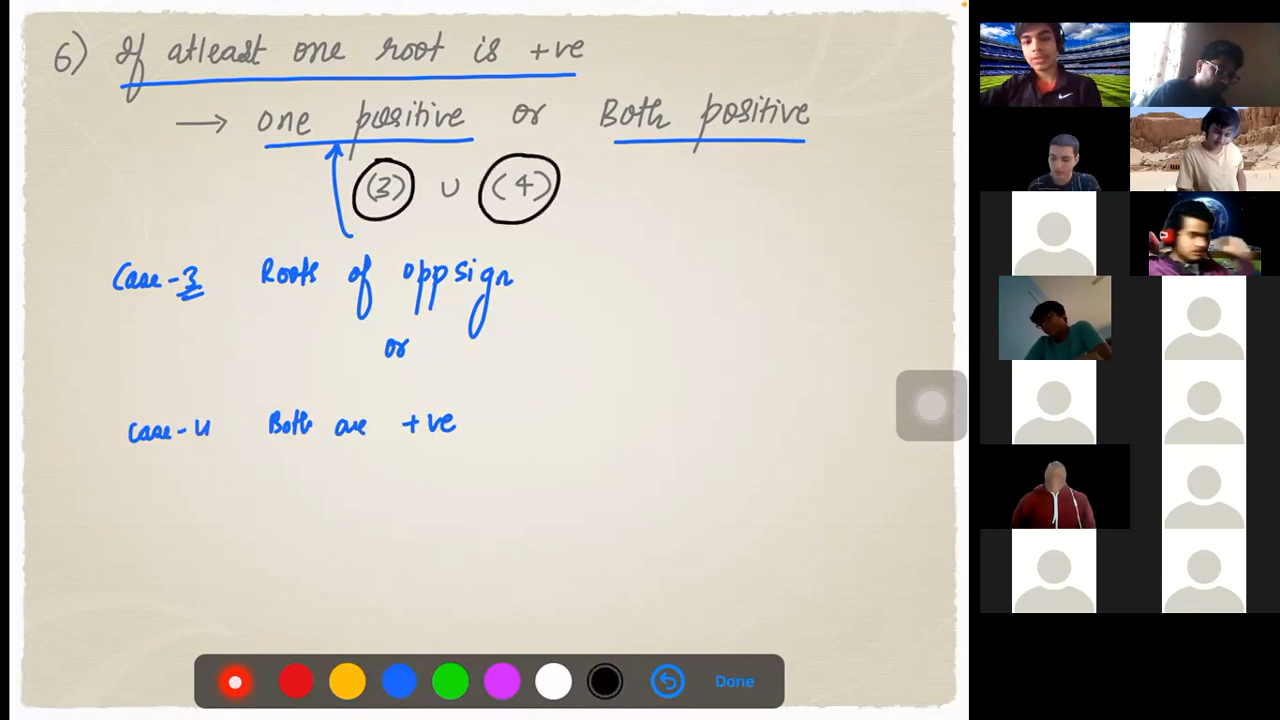 6) If atleast one root is +ve
→ one positive or Both positive
(3) ∪ (4)
Case-3 Roots of opp sign
or
Case-4 Both are +ve
Done